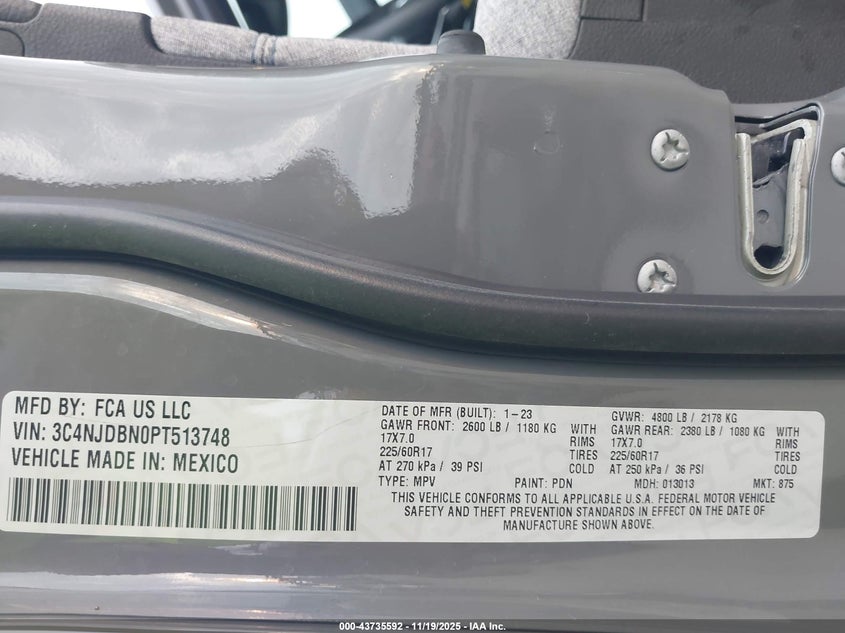 MFD BY: FCA US LLC
VIN: 3C4NJDBN0PT513748
VEHICLE MADE IN: MEXICO
DATE OF MFR (BUILT): 1-23
GAWR FRONT: 2600 LB / 1180 KG WITH
17X7.0 RIMS
225/60R17 TIRES
AT 270 kPa / 39 PSI COLD
TYPE: MPV PAINT: PDN
GVWR: 4800 LB / 2178 KG
GAWR REAR: 2380 LB / 1080 KG WITH
17X7.0 RIMS
225/60R17 TIRES
AT 250 kPa / 36 PSI COLD
MDH: 013013 MKT: 875
THIS VEHICLE CONFORMS TO ALL APPLICABLE U.S.A. FEDERAL MOTOR VEHICLE
SAFETY AND THEFT PREVENTION STANDARDS IN EFFECT ON THE DATE OF
MANUFACTURE SHOWN ABOVE.
000-43735592 - 11/19/2025 - IAA Inc.